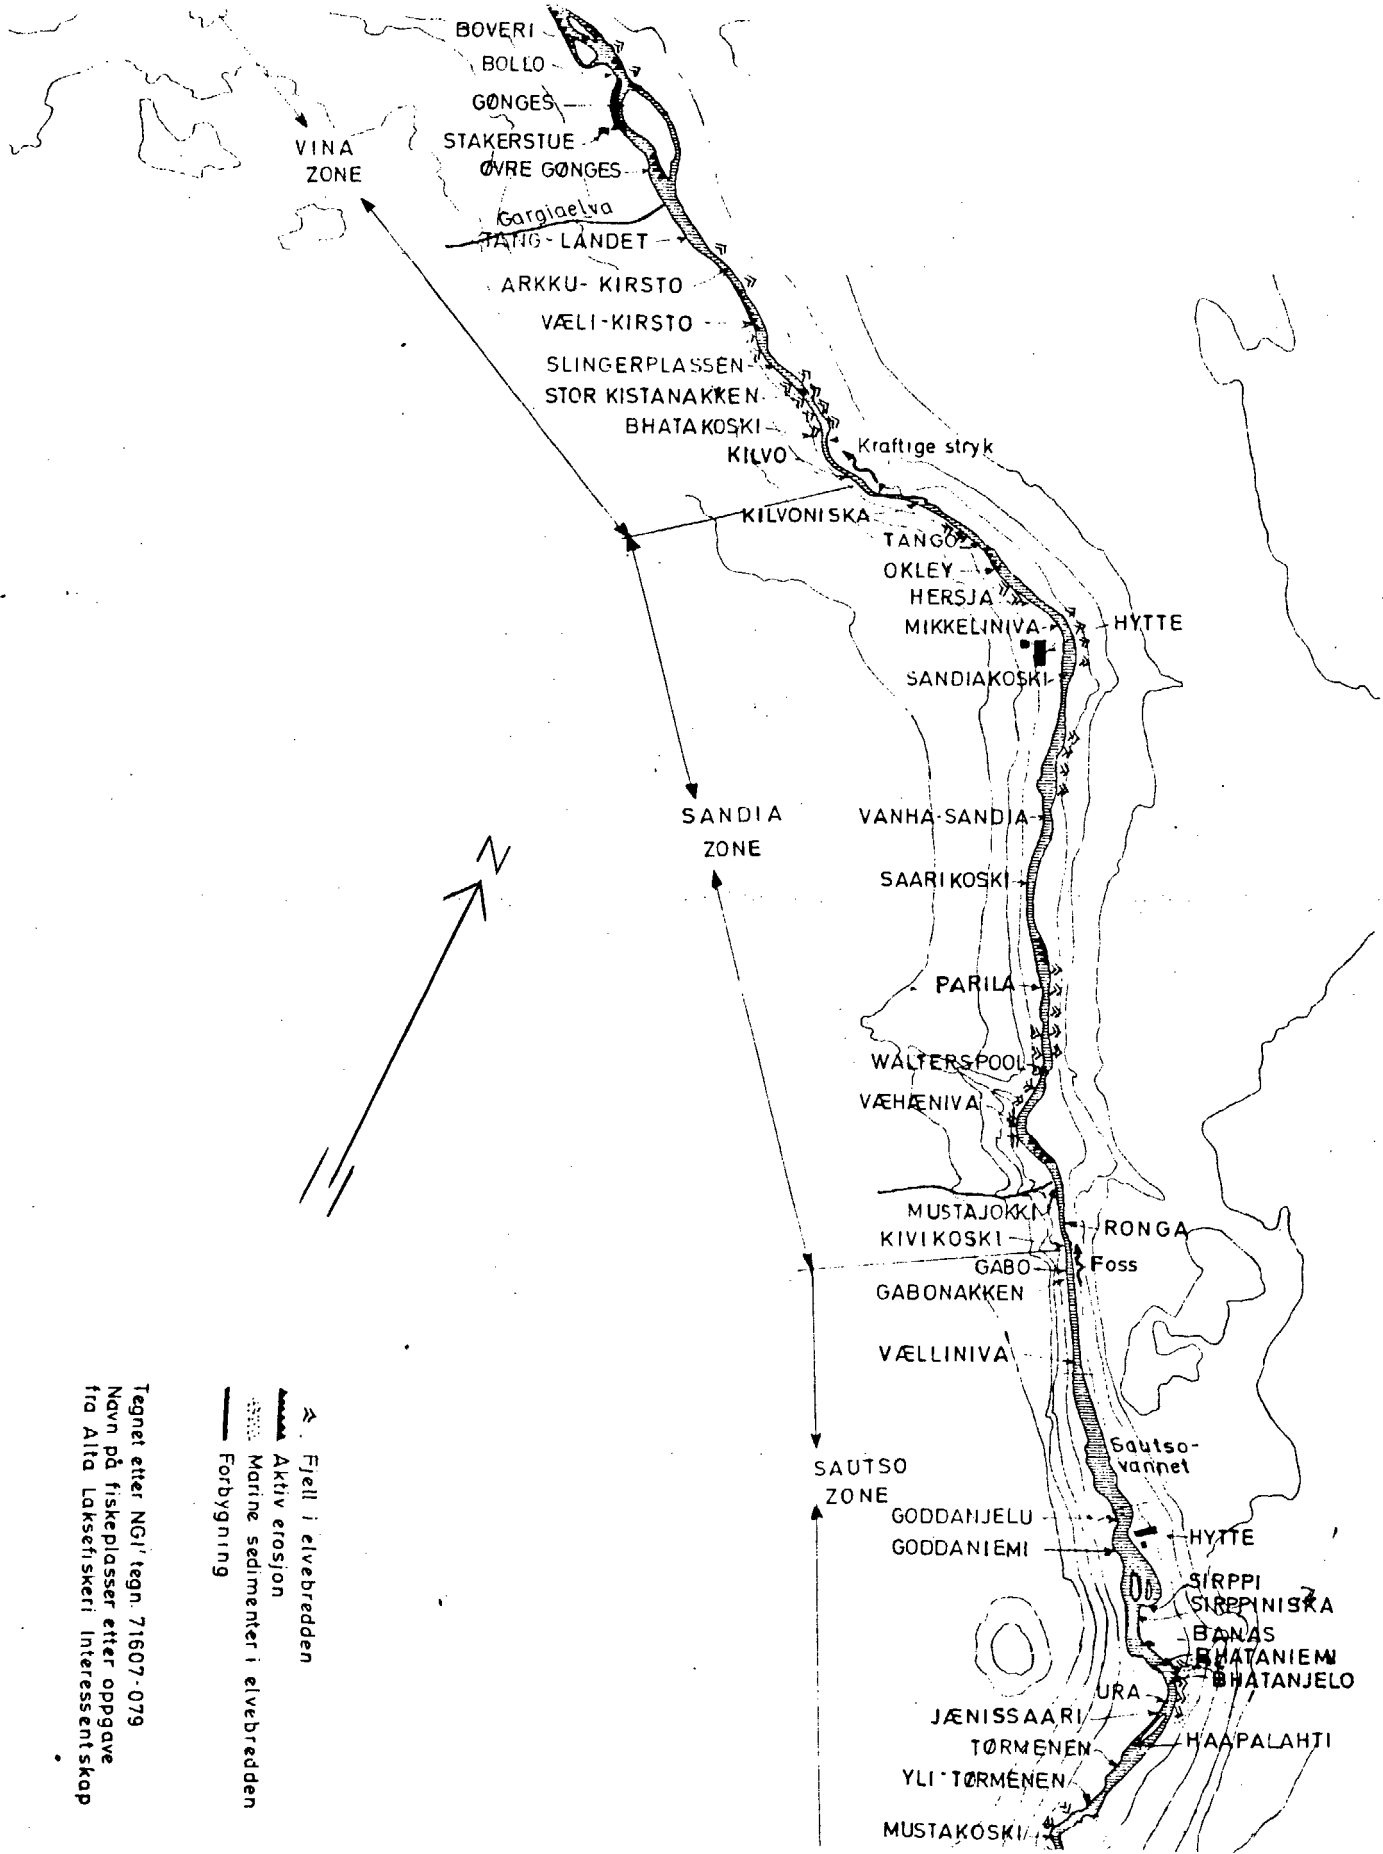 BOVERI
BOLLO
GØNGES
STAKERSTUE
ØVRE GØNGES
VINA
ZONE
Gargiaelva
TANG-LANDET
ARKKU-KIRSTO
VÆLI-KIRSTO
SLINGERPLASSEN
STOR KISTANAKKEN
BHATAKOSKI
KILVO
Kraftige stryk
KILVONISKA
TANGO
OKLEY
HERSJA
MIKKELINIVA
HYTTE
SANDIAKOSKI
SANDIA
ZONE
VANHA-SANDIA
SAARIKOSKI
N
PARILA
WALTERSPOOL
VÆHÆNIVA
MUSTAJOKKI
RONGA
KIVIKOSKI
GABO
Foss
GABONAKKEN
VÆLLINIVA
Sautso-
vannet
SAUTSO
ZONE
GODDANJELU
GODDANIEMI
HYTTE
SIRPPI
SIRPPINISKA
BANAS
BHATANIEMI
BHATANJELO
URA
JÆNISSAARI
HAAPALAHTI
TØRMENEN
YLI-TØRMENEN
MUSTAKOSKI
Fjell i elvebredden
Aktiv erosjon
Marine sedimenter i elvebredden
Forbygning
Tegnet etter NGI' tegn. 71607-079
Navn på fiskeplasser etter oppgave
fra Alta Laksefiskeri Interessentskap